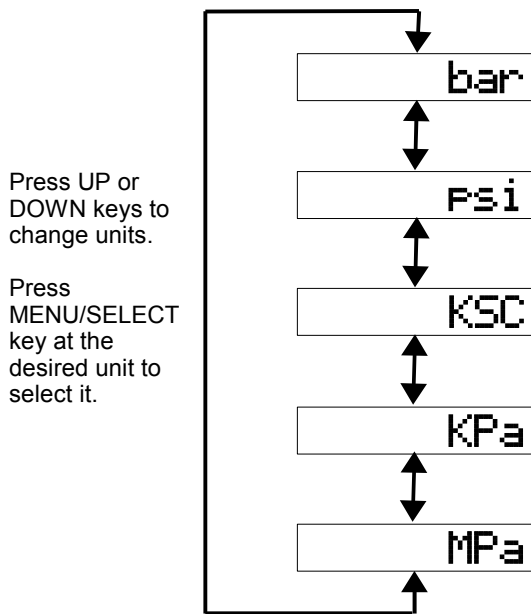 bar
psi
KSC
KPa
MPa
Press UP or
DOWN keys to
change units.
Press
MENU/SELECT
key at the
desired unit to
select it.